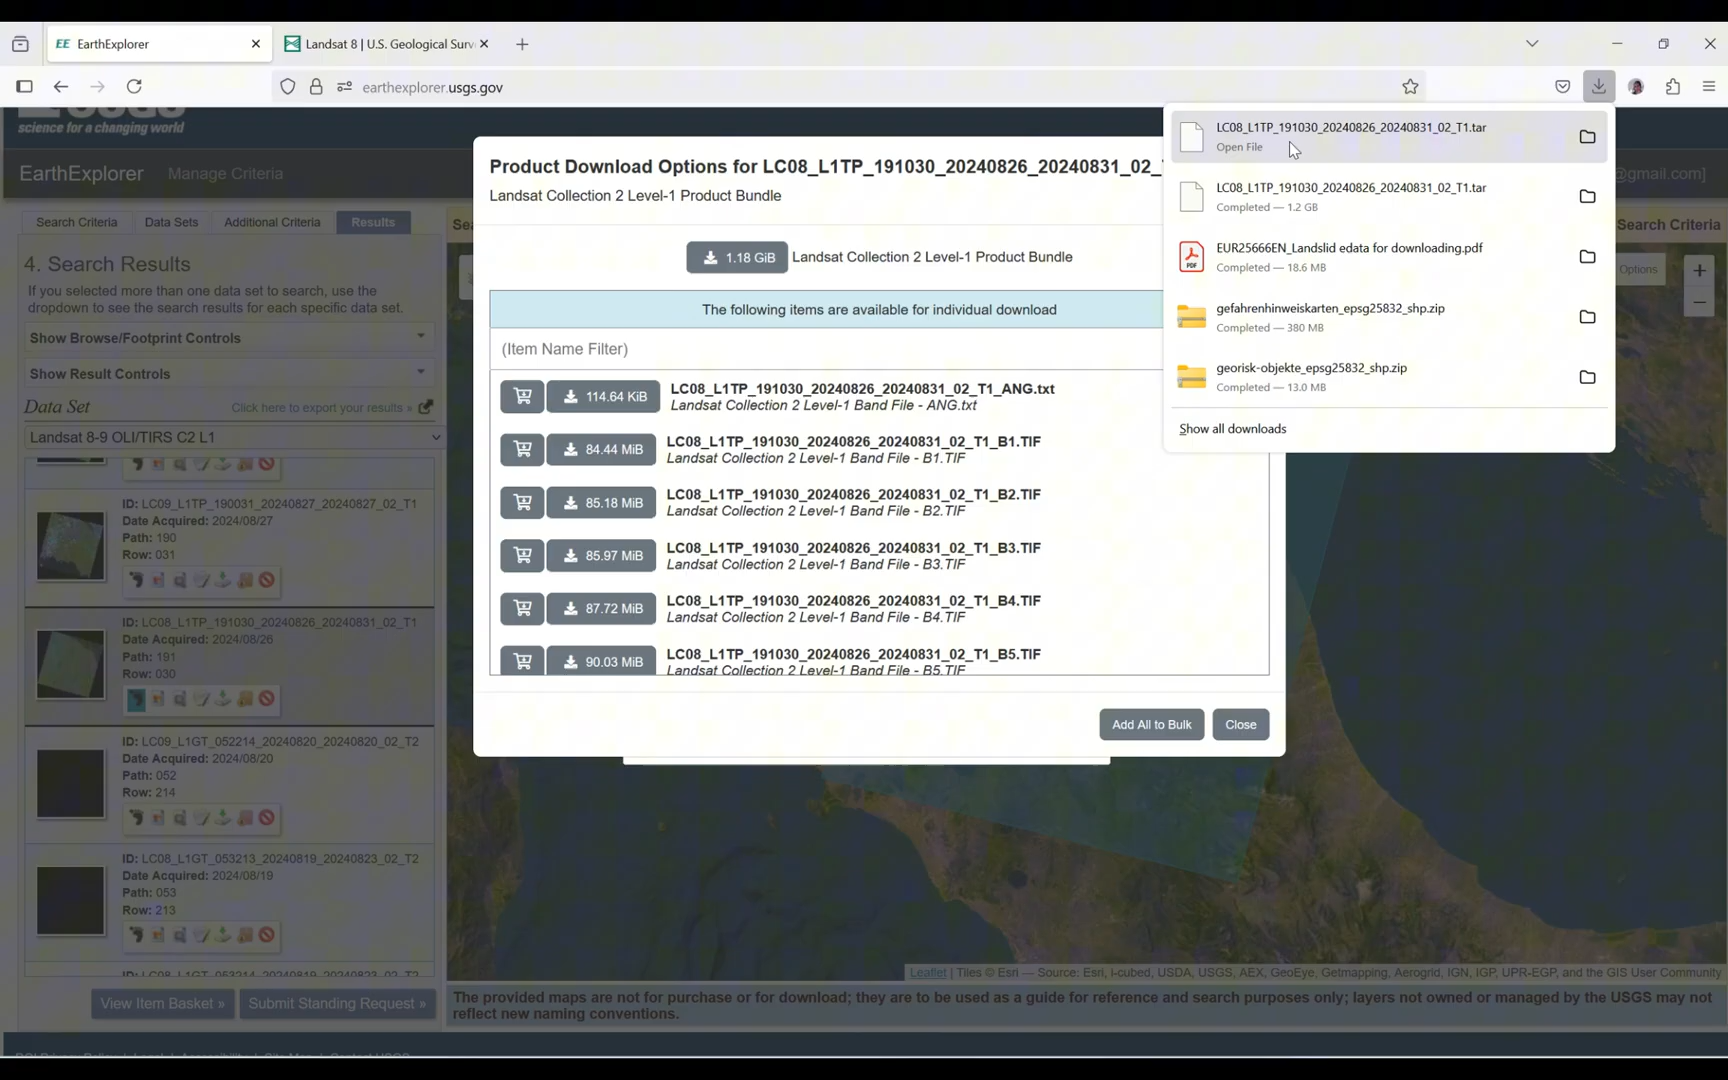 EE EarthExplorer
Landsat 8 | U.S. Geological Surv
earthexplorer.usgs.gov
science for a changing world
EarthExplorer
Manage Criteria
@gmail.com]
Search Criteria
Data Sets
Additional Criteria
Results
4. Search Results
If you selected more than one data set to search, use the
dropdown to see the search results for each specific data set.
Show Browse/Footprint Controls
Show Result Controls
Data Set
Click here to export your results »
Landsat 8-9 OLI/TIRS C2 L1
ID: LC09_L1TP_190031_20240827_20240827_02_T1
Date Acquired: 2024/08/27
Path: 190
Row: 031
ID: LC08_L1TP_191030_20240826_20240831_02_T1
Date Acquired: 2024/08/26
Path: 191
Row: 030
ID: LC09_L1GT_052214_20240820_20240820_02_T2
Date Acquired: 2024/08/20
Path: 052
Row: 214
ID: LC08_L1GT_053213_20240819_20240823_02_T2
Date Acquired: 2024/08/19
Path: 053
Row: 213
ID: LC08_L1GT_053214_20240819_20240823_02_T2
View Item Basket »
Submit Standing Request »
Search Criteria
Options
+
−
Product Download Options for LC08_L1TP_191030_20240826_20240831_02_
Landsat Collection 2 Level-1 Product Bundle
1.18 GiB
Landsat Collection 2 Level-1 Product Bundle
The following items are available for individual download
(Item Name Filter)
114.64 KiB
LC08_L1TP_191030_20240826_20240831_02_T1_ANG.txt
Landsat Collection 2 Level-1 Band File - ANG.txt
84.44 MiB
LC08_L1TP_191030_20240826_20240831_02_T1_B1.TIF
Landsat Collection 2 Level-1 Band File - B1.TIF
85.18 MiB
LC08_L1TP_191030_20240826_20240831_02_T1_B2.TIF
Landsat Collection 2 Level-1 Band File - B2.TIF
85.97 MiB
LC08_L1TP_191030_20240826_20240831_02_T1_B3.TIF
Landsat Collection 2 Level-1 Band File - B3.TIF
87.72 MiB
LC08_L1TP_191030_20240826_20240831_02_T1_B4.TIF
Landsat Collection 2 Level-1 Band File - B4.TIF
90.03 MiB
LC08_L1TP_191030_20240826_20240831_02_T1_B5.TIF
Landsat Collection 2 Level-1 Band File - B5.TIF
Add All to Bulk
Close
LC08_L1TP_191030_20240826_20240831_02_T1.tar
Open File
LC08_L1TP_191030_20240826_20240831_02_T1.tar
Completed — 1.2 GB
PDF
EUR25666EN_Landslid edata for downloading.pdf
Completed — 18.6 MB
gefahrenhinweiskarten_epsg25832_shp.zip
Completed — 380 MB
georisk-objekte_epsg25832_shp.zip
Completed — 13.0 MB
Show all downloads
Leaflet | Tiles © Esri — Source: Esri, i-cubed, USDA, USGS, AEX, GeoEye, Getmapping, Aerogrid, IGN, IGP, UPR-EGP, and the GIS User Community
The provided maps are not for purchase or for download; they are to be used as a guide for reference and search purposes only; layers not owned or managed by the USGS may not
reflect new naming conventions.